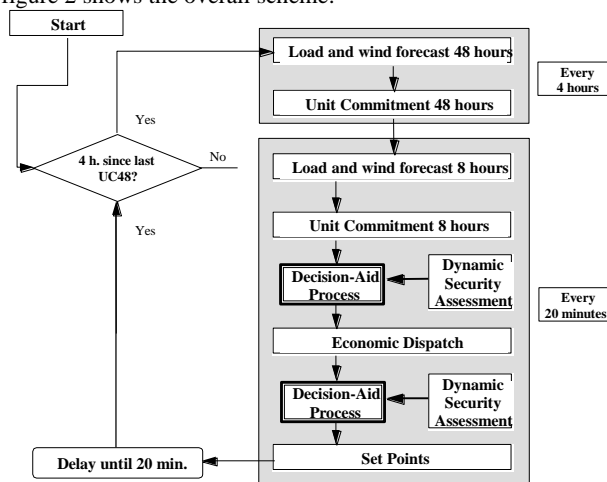 figure 2 shows the overall scheme.
Start
Load and wind forecast 48 hours
Every
4 hours
Unit Commitment 48 hours
Yes
4 h. since last
UC48?
No
Load and wind forecast 8 hours
Yes
Unit Commitment 8 hours
Decision-Aid
Process
Dynamic
Security
Assessment
Every
20 minutes
Economic Dispatch
Decision-Aid
Process
Dynamic
Security
Assessment
Set Points
Delay until 20 min.